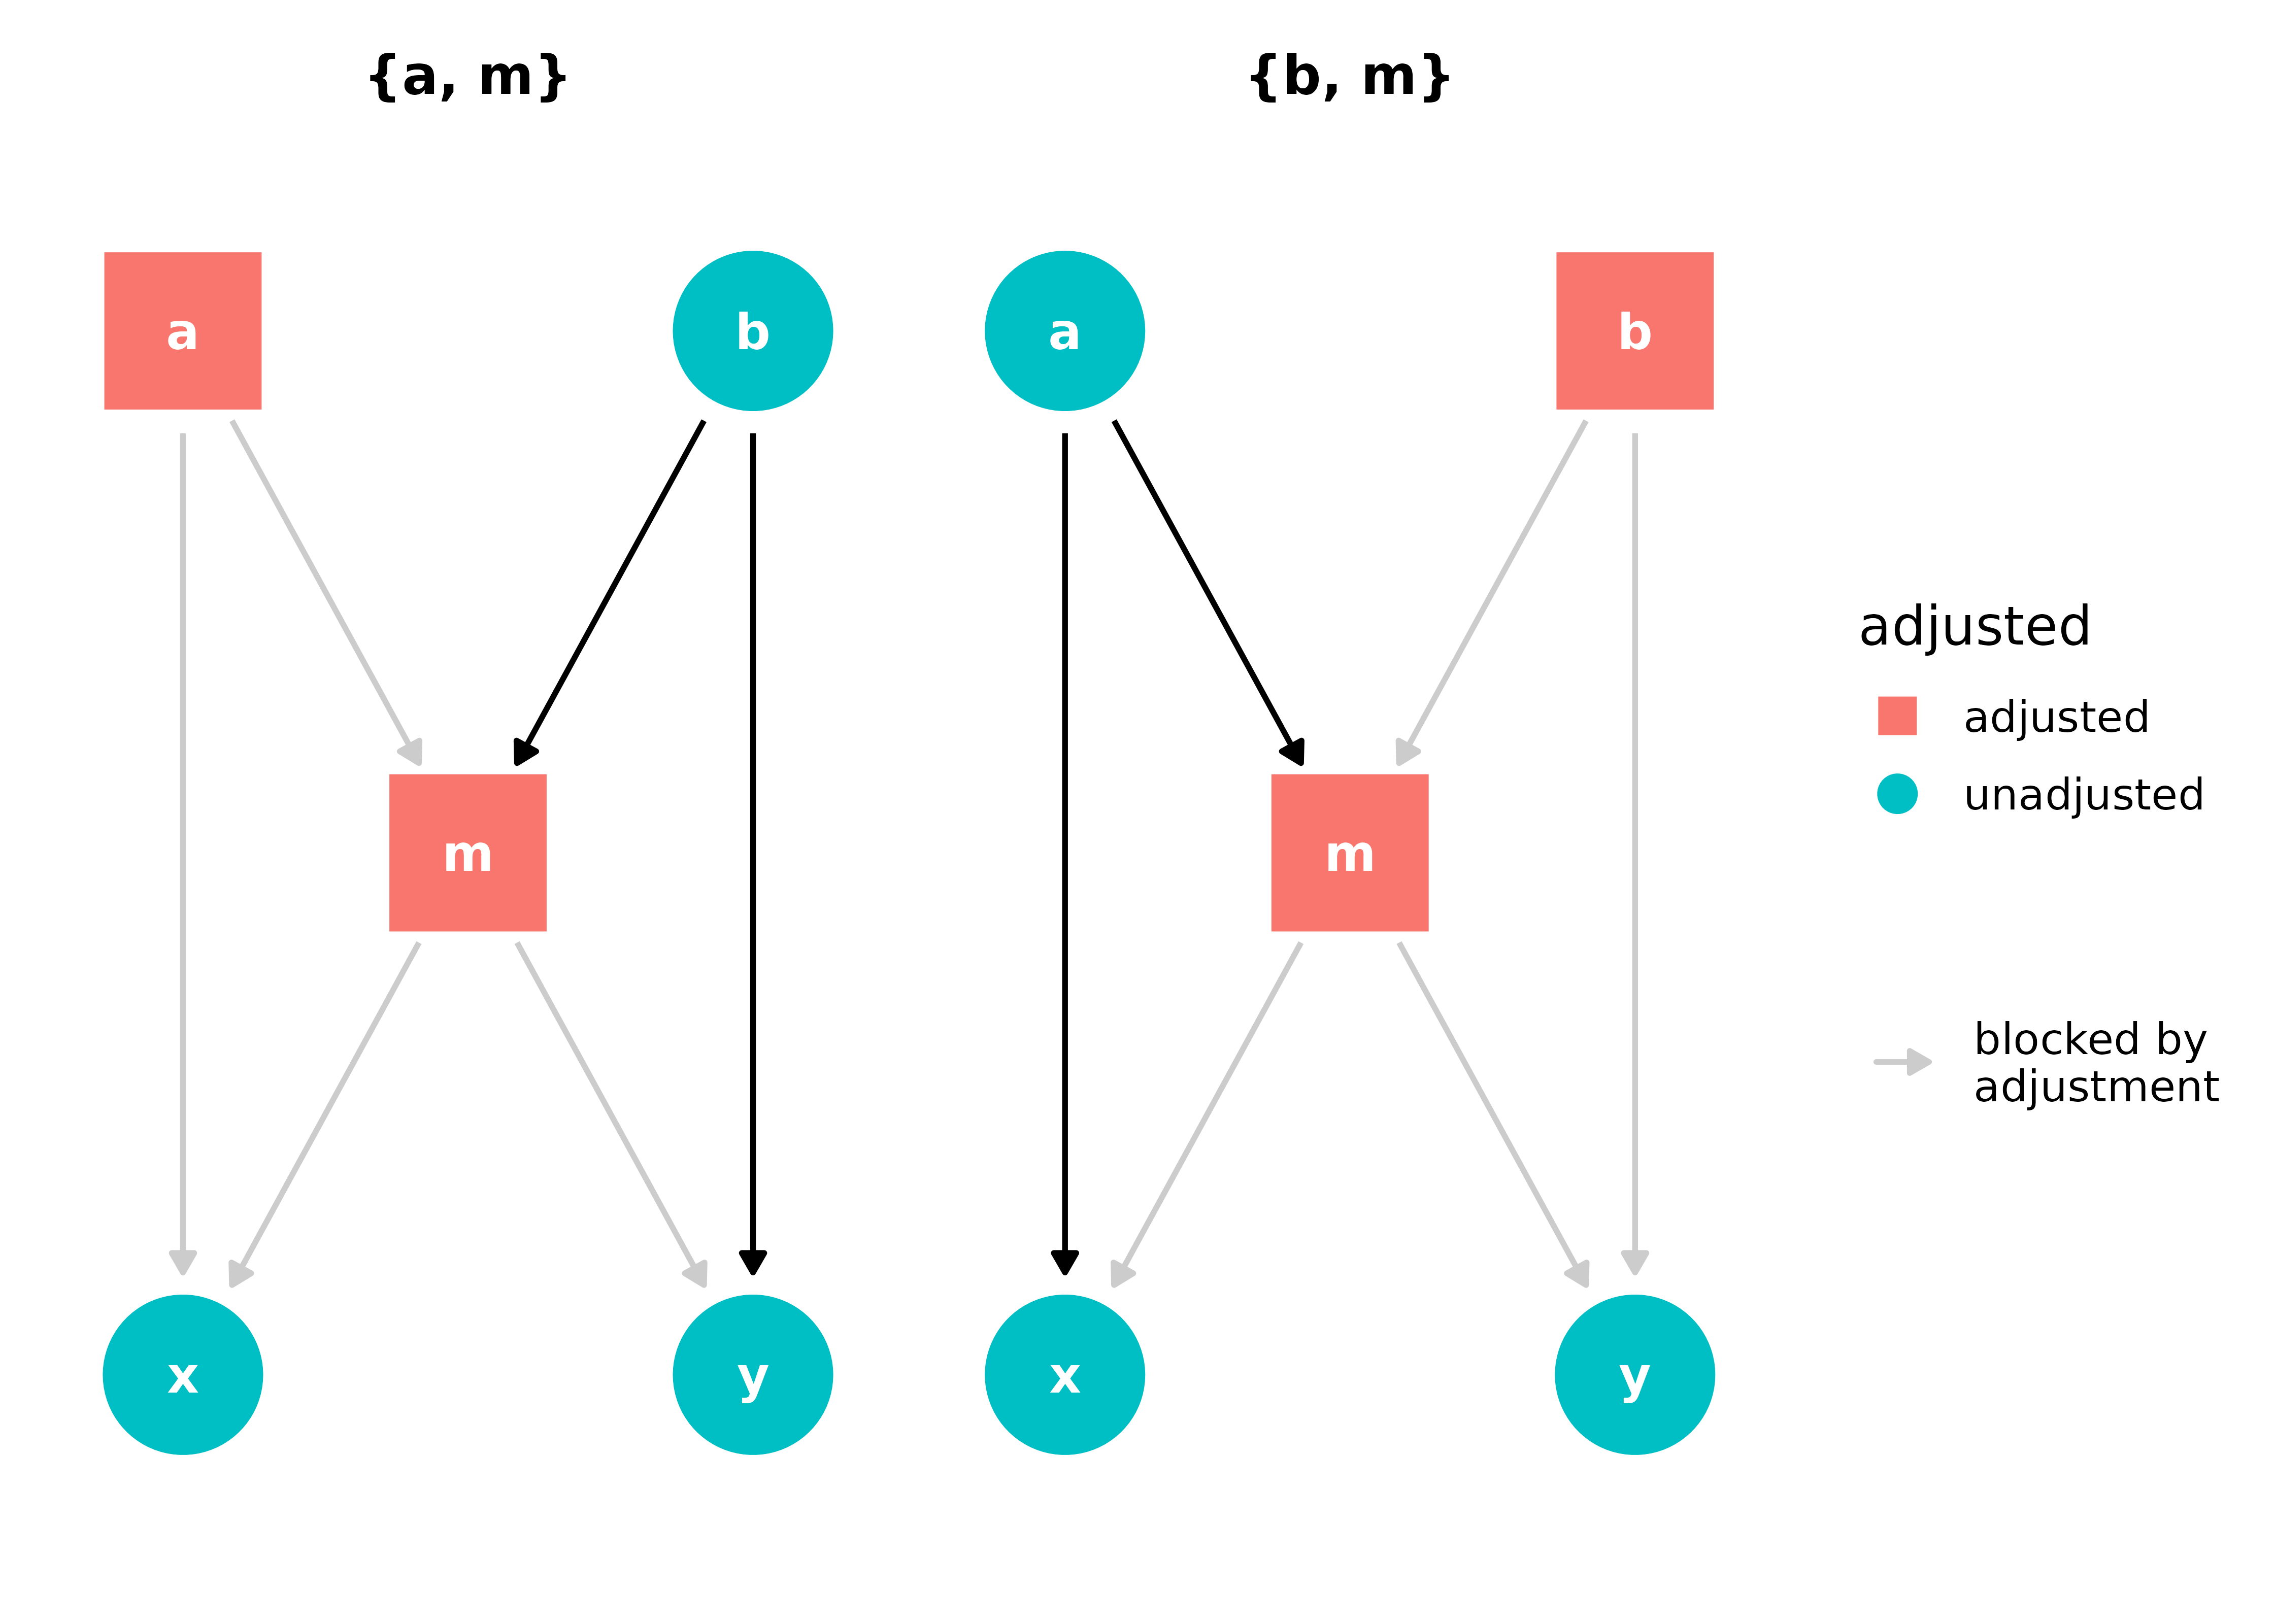 {a, m}
a
b
m
x
y
{b, m}
a
b
m
x
y
adjusted
adjusted
unadjusted
blocked by
adjustment